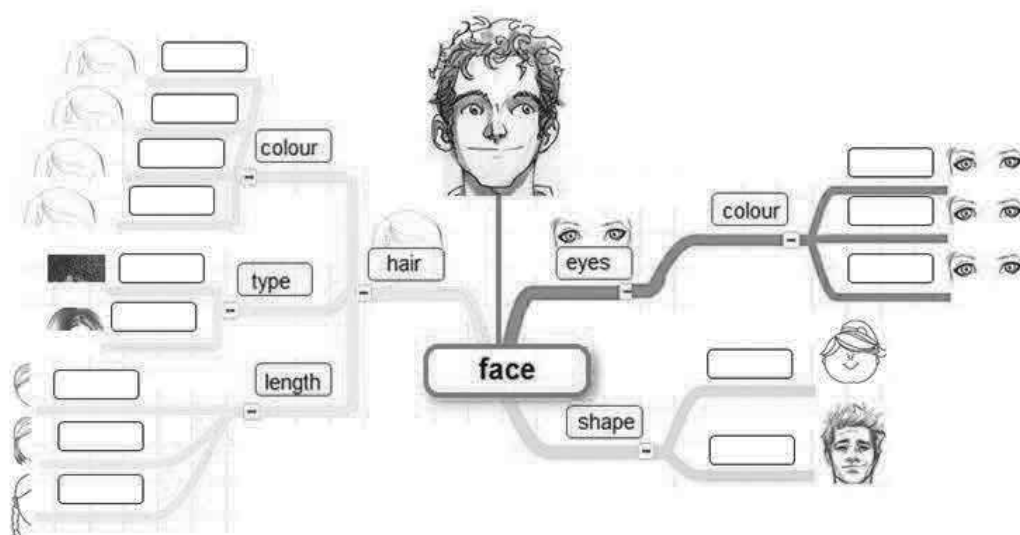 colour
type
length
hair
eyes
colour
face
shape